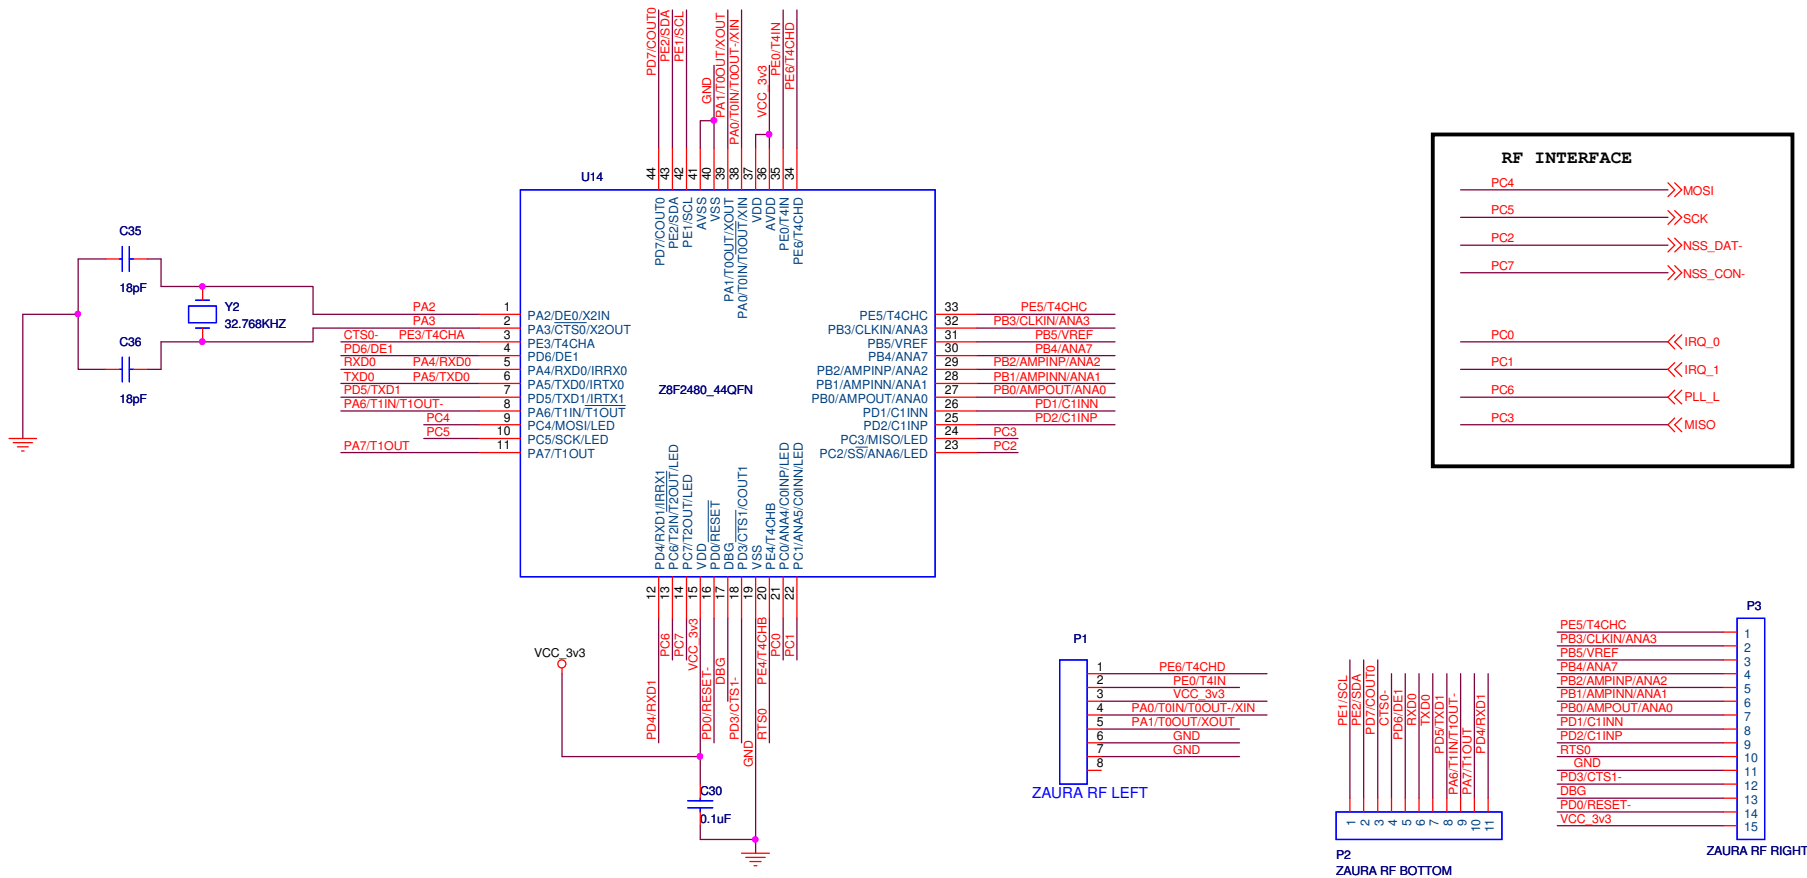 PD7/COUT0
PE2/SDA
PE1/SCL
GND
PA1/T0OUT/XOUT
PA0/T0IN/T0OUT-/XIN
VCC_3v3
PE0/T4IN
PE6/T4CHD
44
43
42
41
40
39
38
37
36
35
34
U14
PD7/COUT0
PE2/SDA
PE1/SCL
AVSS
VSS
PA1/T0OUT/XOUT
PA0/T0IN/T0OUT/XIN
VDD
AVDD
PE0/T4IN
PE6/T4CHD
C35
18pF
Y2
32.768KHZ
C36
18pF
PA2 1 PA2/DE0/X2IN
PA3 2 PA3/CTS0/X2OUT
CTS0- PE3/T4CHA 3 PE3/T4CHA
PD6/DE1 4 PD6/DE1
RXD0 PA4/RXD0 5 PA4/RXD0/IRRX0
TXD0 PA5/TXD0 6 PA5/TXD0/IRTX0
PD5/TXD1 7 PD5/TXD1/IRTX1
PA6/T1IN/T1OUT- 8 PA6/T1IN/T1OUT
PC4 9 PC4/MOSI/LED
PC5 10 PC5/SCK/LED
PA7/T1OUT 11 PA7/T1OUT
Z8F2480_44QFN
PE5/T4CHC 33 PE5/T4CHC
PB3/CLKIN/ANA3 32 PB3/CLKIN/ANA3
PB5/VREF 31 PB5/VREF
PB4/ANA7 30 PB4/ANA7
PB2/AMPINP/ANA2 29 PB2/AMPINP/ANA2
PB1/AMPINN/ANA1 28 PB1/AMPINN/ANA1
PB0/AMPOUT/ANA0 27 PB0/AMPOUT/ANA0
PD1/C1INN 26 PD1/C1INN
PD2/C1INP 25 PD2/C1INP
PC3/MISO/LED 24 PC3
PC2/SS/ANA6/LED 23 PC2
PD4/RXD1/IRRX1
PC6/T2IN/T2OUT/LED
PC7/T2OUT/LED
VDD
PD0/RESET
DBG
PD3/CTS1/COUT1
VSS
PE4/T4CHB
PC0/ANA4/C0INP/LED
PC1/ANA5/C0INN/LED
12
13
14
15
16
17
18
19
20
21
22
PD4/RXD1
PC6
PC7
VCC_3v3
PD0/RESET-
DBG
PD3/CTS1-
GND
RTS0 PE4/T4CHB
PC0
PC1
VCC_3v3
C30
0.1uF
RF INTERFACE
PC4 MOSI
PC5 SCK
PC2 NSS_DAT-
PC7 NSS_CON-
PC0 IRQ_0
PC1 IRQ_1
PC6 PLL_L
PC3 MISO
P1
1 PE6/T4CHD
2 PE0/T4IN
3 VCC_3v3
4 PA0/T0IN/T0OUT-/XIN
5 PA1/T0OUT/XOUT
6 GND
7 GND
8
ZAURA RF LEFT
PE1/SCL
PE2/SDA
PD7/COUT0
CTS0-
PD6/DE1
RXD0
TXD0
PD5/TXD1
PA6/T1IN/T1OUT-
PA7/T1OUT
PD4/RXD1
1
2
3
4
5
6
7
8
9
10
11
P2
ZAURA RF BOTTOM
P3
PE5/T4CHC 1
PB3/CLKIN/ANA3 2
PB5/VREF 3
PB4/ANA7 4
PB2/AMPINP/ANA2 5
PB1/AMPINN/ANA1 6
PB0/AMPOUT/ANA0 7
PD1/C1INN 8
PD2/C1INP 9
RTS0 10
GND 11
PD3/CTS1- 12
DBG 13
PD0/RESET- 14
VCC_3v3 15
ZAURA RF RIGHT